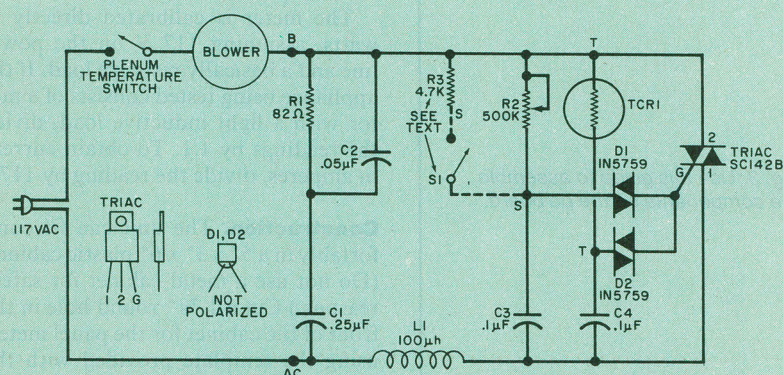 PLENUM
TEMPERATURE
SWITCH
BLOWER
B
R1
82Ω
C2
.05µF
R3
4.7K
S
SEE
TEXT
S1
R2
500K
S
T
TCR1
D1
IN5759
G
2
1
TRIAC
SC142B
T
D2
IN5759
117 VAC
TRIAC
1 2 G
D1, D2
NOT
POLARIZED
C1
.25µF
L1
100µh
C3
.1µF
C4
.1µF
AC